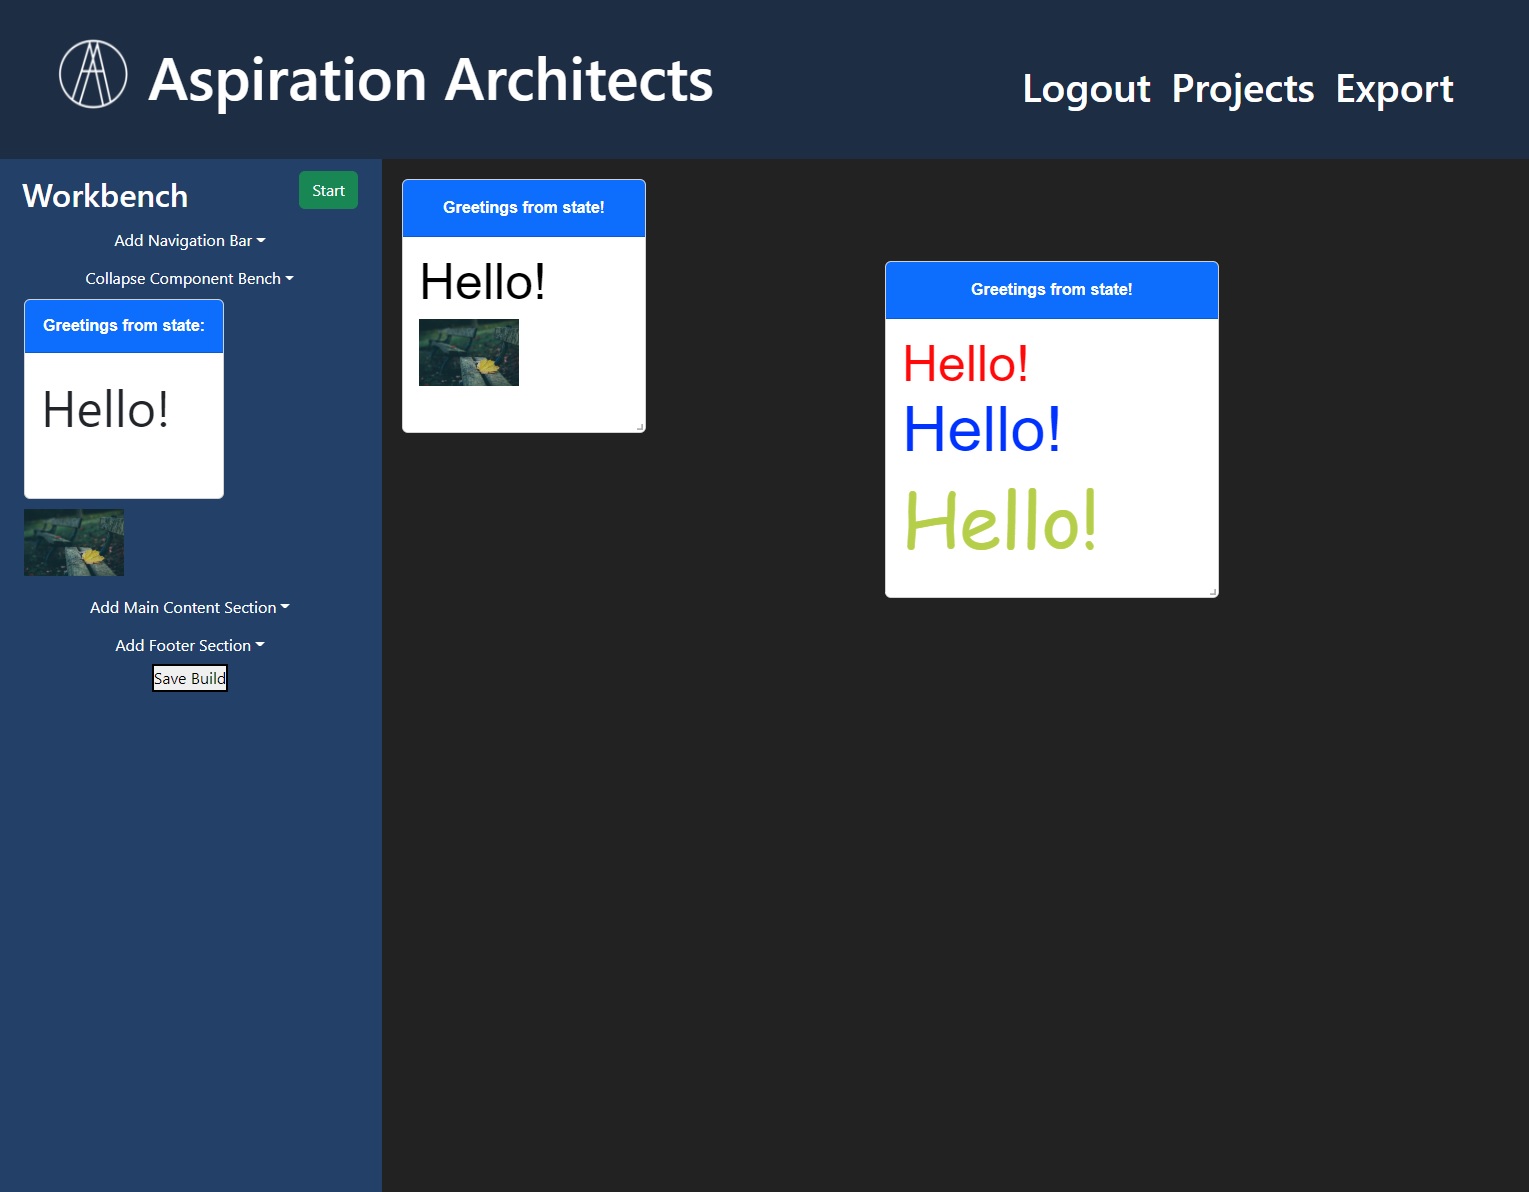 Aspiration Architects
Logout Projects Export
Workbench
Start
Add Navigation Bar
Collapse Component Bench
Greetings from state:
Hello!
Add Main Content Section
Add Footer Section
Save Build
Greetings from state!
Hello!
Greetings from state!
Hello!
Hello!
Hello!